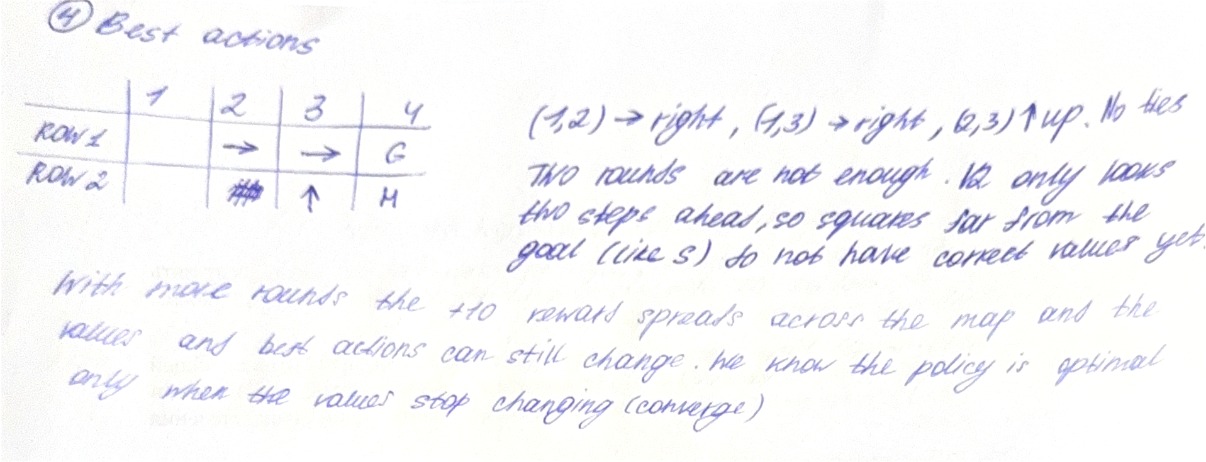 ④ Best actions
1 2 3 4
ROW 1 → → G
ROW 2 ↑ H
(1,2) → right, (1,3) → right, (2,3) ↑ up. No ties
Two rounds are not enough. V2 only looks
two steps ahead, so squares far from the
goal (like S) do not have correct values yet.
With more rounds the +10 reward spreads across the map and the
values and best actions can still change. We know the policy is optimal
only when the values stop changing (converge)